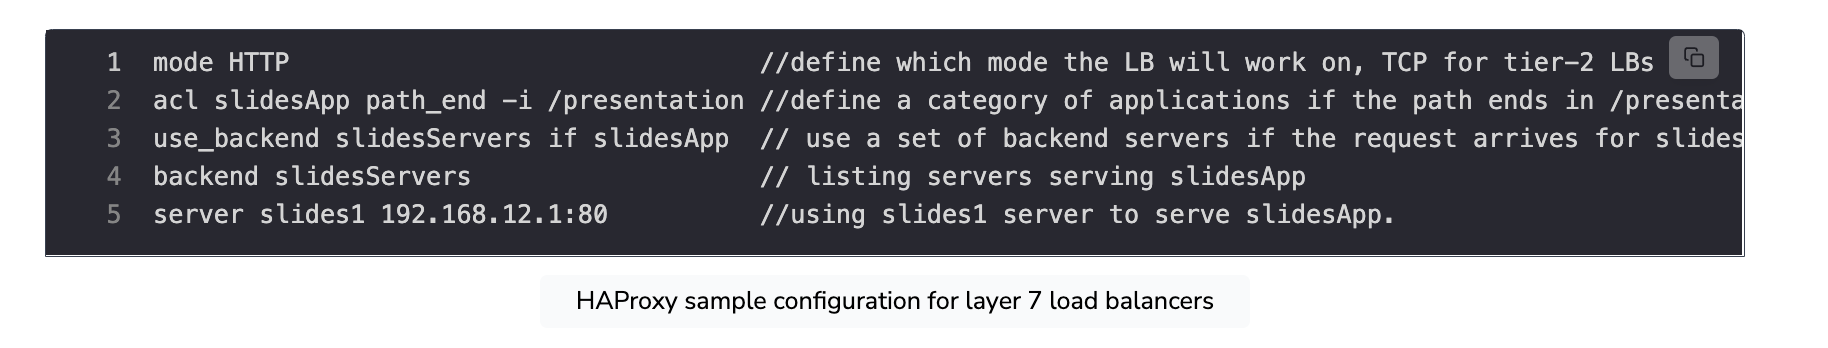 1 mode HTTP //define which mode the LB will work on, TCP for tier-2 LBs
2 acl slidesApp path_end -i /presentation //define a category of applications if the path ends in /presenta
3 use_backend slidesServers if slidesApp // use a set of backend servers if the request arrives for slides
4 backend slidesServers // listing servers serving slidesApp
5 server slides1 192.168.12.1:80 //using slides1 server to serve slidesApp.
HAProxy sample configuration for layer 7 load balancers